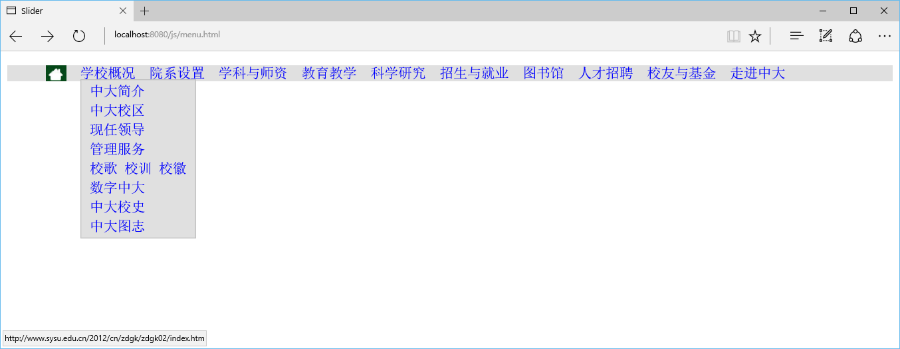 Slider
localhost:8080/js/menu.html
学校概况 院系设置 学科与师资 教育教学 科学研究 招生与就业 图书馆 人才招聘 校友与基金 走进中大
中大简介
中大校区
现任领导
管理服务
校歌 校训 校徽
数字中大
中大校史
中大图志
http://www.sysu.edu.cn/2012/cn/zdgk/zdgk02/index.htm